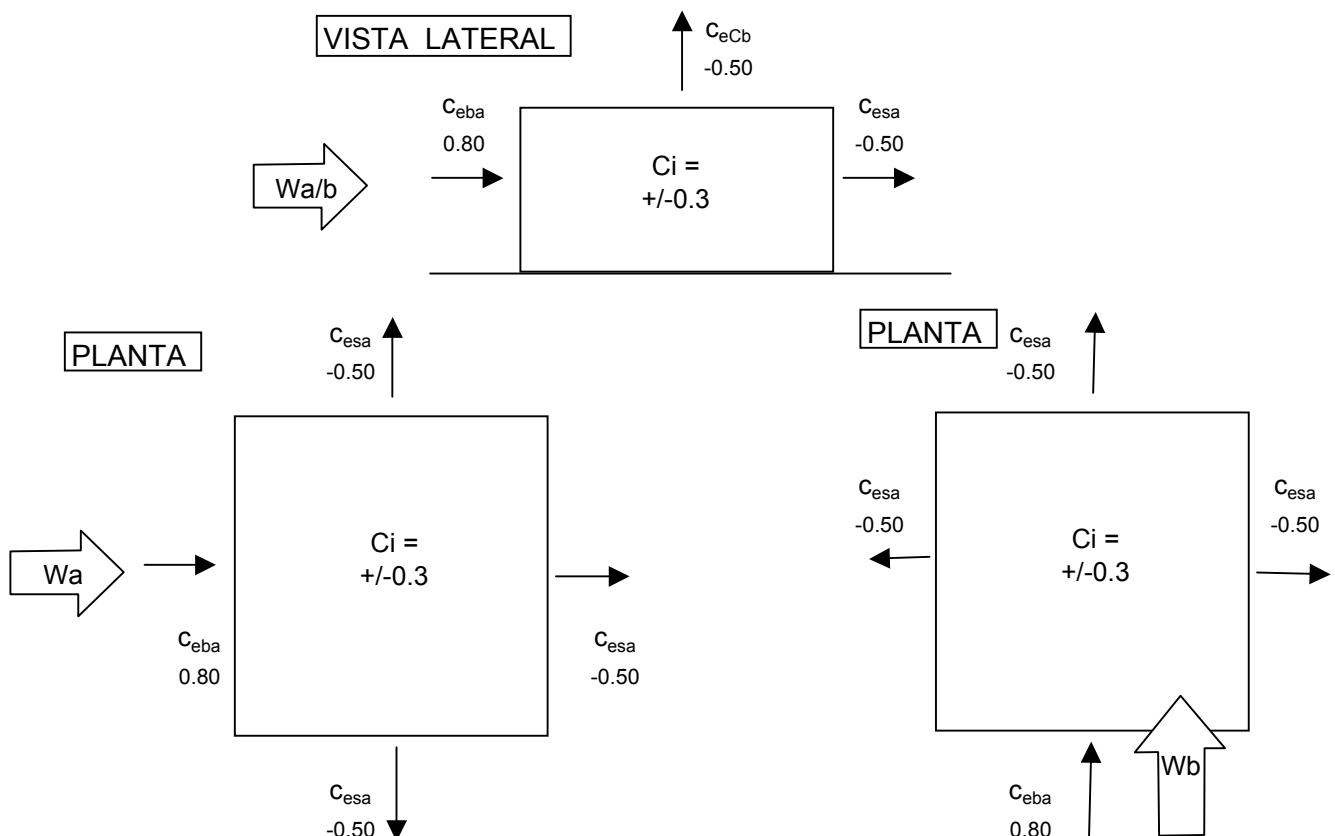 VISTA LATERAL
ceCb
-0.50
ceba
0.80
cesa
-0.50
Wa/b
Ci =
+/-0.3
PLANTA
cesa
-0.50
Wa
Ci =
+/-0.3
ceba
0.80
cesa
-0.50
cesa
-0.50
PLANTA
cesa
-0.50
cesa
-0.50
Ci =
+/-0.3
cesa
-0.50
Wb
ceba
0.80